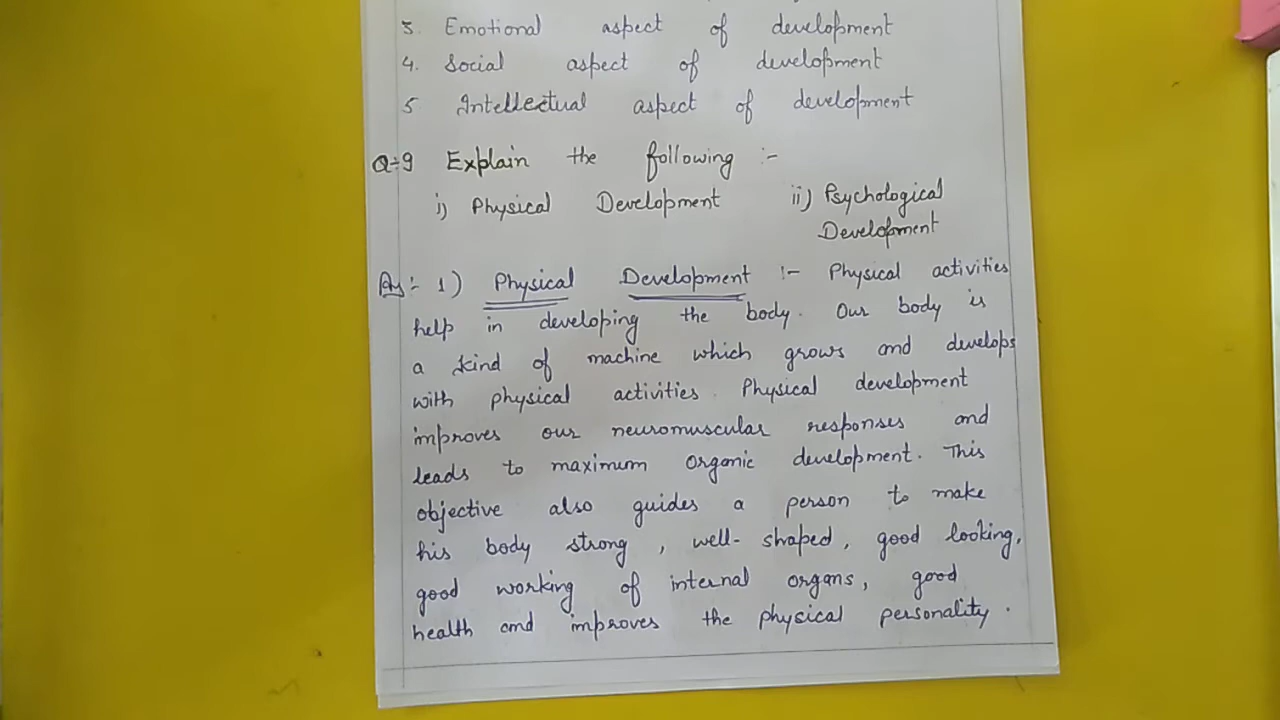 3. Emotional aspect of development
4. Social aspect of development
5 Intellectual aspect of development
Q÷9 Explain the following :-
i) Physical Development ii) Psychological
Development
Ans:- 1) Physical Development :- Physical activities
help in developing the body. Our body is
a kind of machine which grows and develops
with physical activities. Physical development
improves our neuromuscular responses and
leads to maximum organic development. This
objective also guides a person to make
his body strong, well-shaped, good looking,
good working of internal organs, good
health and improves the physical personality.